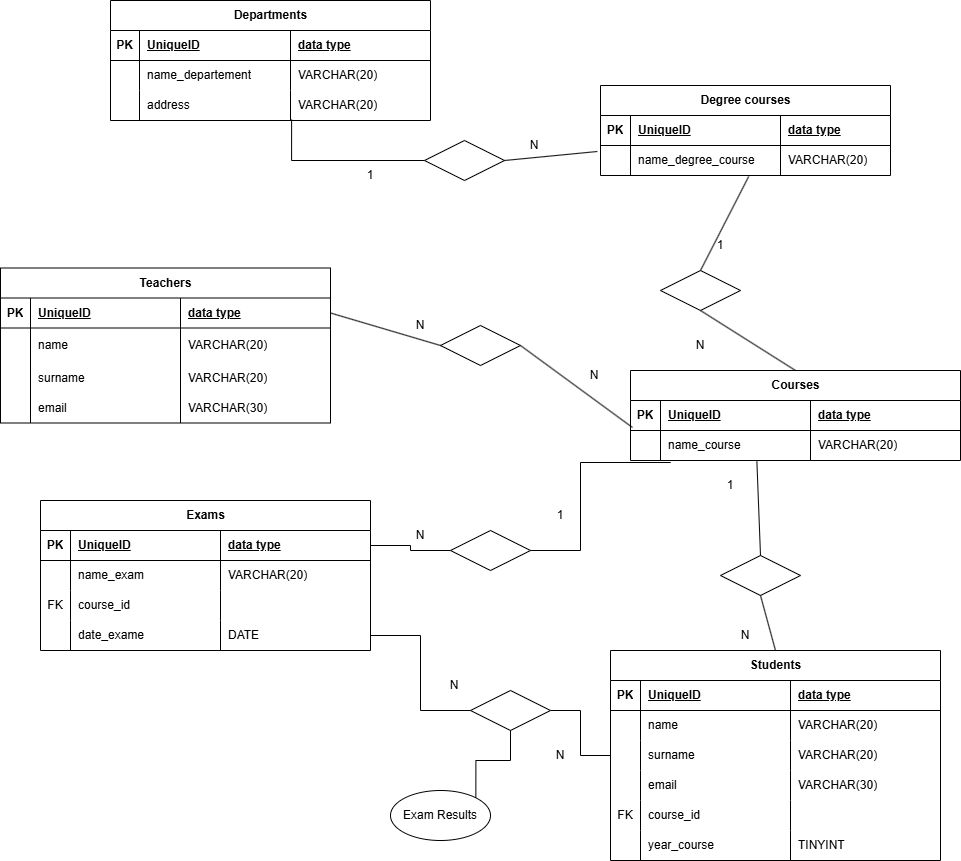 Departments
PK UniqueID data type
name_departement VARCHAR(20)
address VARCHAR(20)
1
N
Degree courses
PK UniqueID data type
name_degree_course VARCHAR(20)
1
N
Teachers
PK UniqueID data type
name VARCHAR(20)
surname VARCHAR(20)
email VARCHAR(30)
N
N
Courses
PK UniqueID data type
name_course VARCHAR(20)
1
N
1
N
Exams
PK UniqueID data type
name_exam VARCHAR(20)
FK course_id
date_exame DATE
N
N
Exam Results
Students
PK UniqueID data type
name VARCHAR(20)
surname VARCHAR(20)
email VARCHAR(30)
FK course_id
year_course TINYINT